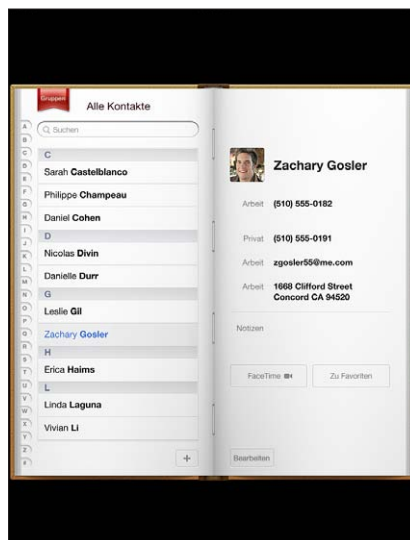 Gruppen
Alle Kontakte
Suchen
A
B
C
D
E
F
G
H
I
J
K
L
M
N
O
P
Q
R
S
T
U
V
W
X
Y
Z
#
C
Sarah Castelblanco
Philippe Champeau
Daniel Cohen
D
Nicolas Divin
Danielle Durr
G
Leslie Gil
Zachary Gosler
H
Erica Haims
L
Linda Laguna
Vivian Li
+
Zachary Gosler
Arbeit (510) 555-0182
Privat (510) 555-0191
Arbeit zgosler55@me.com
Arbeit 1668 Clifford Street
Concord CA 94520
Notizen
FaceTime
Zu Favoriten
Bearbeiten